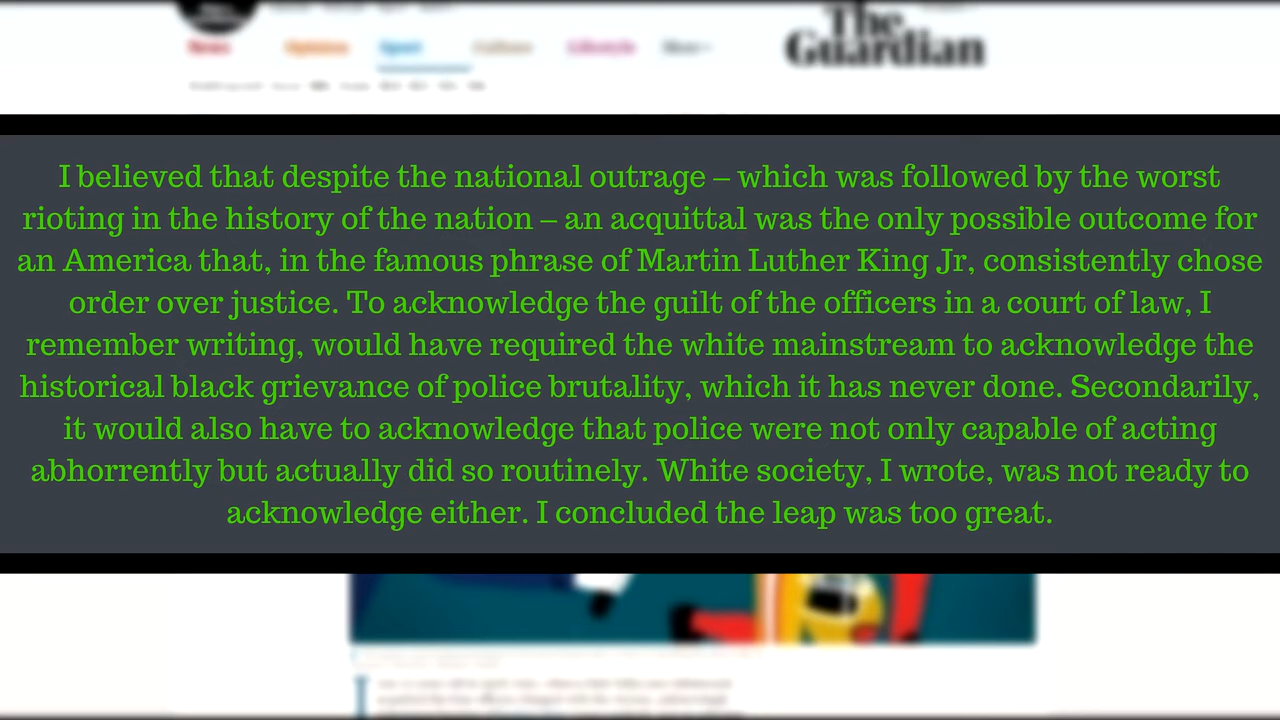 News Opinion Sport Culture Lifestyle More
The
Guardian
I believed that despite the national outrage – which was followed by the worst
rioting in the history of the nation – an acquittal was the only possible outcome for
an America that, in the famous phrase of Martin Luther King Jr, consistently chose
order over justice. To acknowledge the guilt of the officers in a court of law, I
remember writing, would have required the white mainstream to acknowledge the
historical black grievance of police brutality, which it has never done. Secondarily,
it would also have to acknowledge that police were not only capable of acting
abhorrently but actually did so routinely. White society, I wrote, was not ready to
acknowledge either. I concluded the leap was too great.